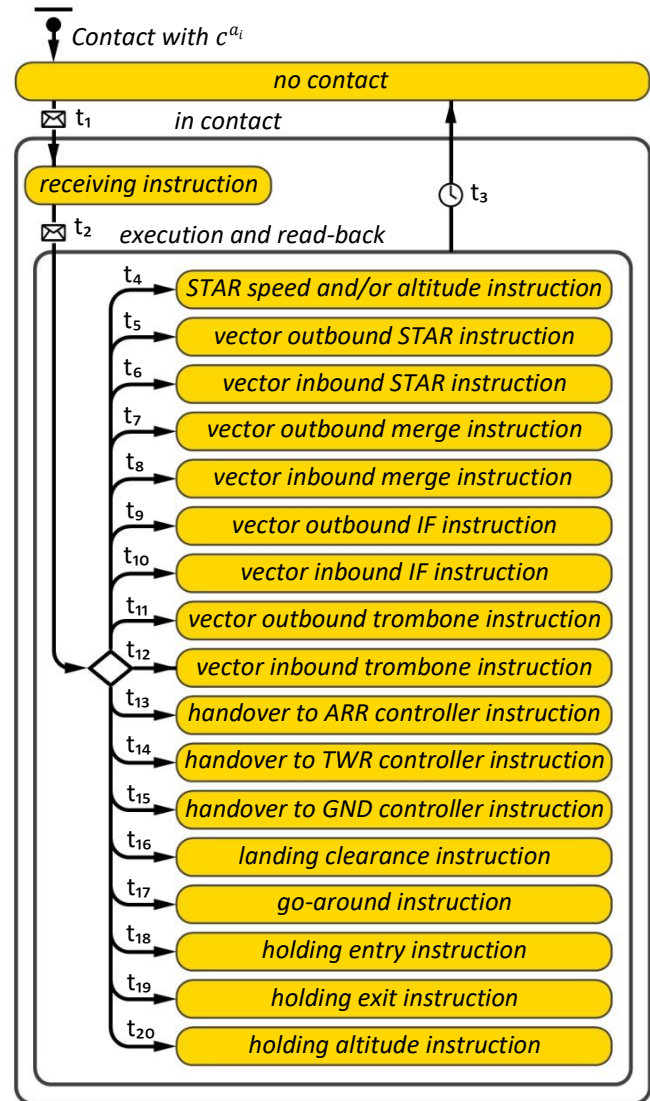 Contact with c^{a_i}
no contact
t₁
in contact
receiving instruction
t₃
t₂
execution and read-back
t₄
STAR speed and/or altitude instruction
t₅
vector outbound STAR instruction
t₆
vector inbound STAR instruction
t₇
vector outbound merge instruction
t₈
vector inbound merge instruction
t₉
vector outbound IF instruction
t₁₀
vector inbound IF instruction
t₁₁
vector outbound trombone instruction
t₁₂
vector inbound trombone instruction
t₁₃
handover to ARR controller instruction
t₁₄
handover to TWR controller instruction
t₁₅
handover to GND controller instruction
t₁₆
landing clearance instruction
t₁₇
go-around instruction
t₁₈
holding entry instruction
t₁₉
holding exit instruction
t₂₀
holding altitude instruction